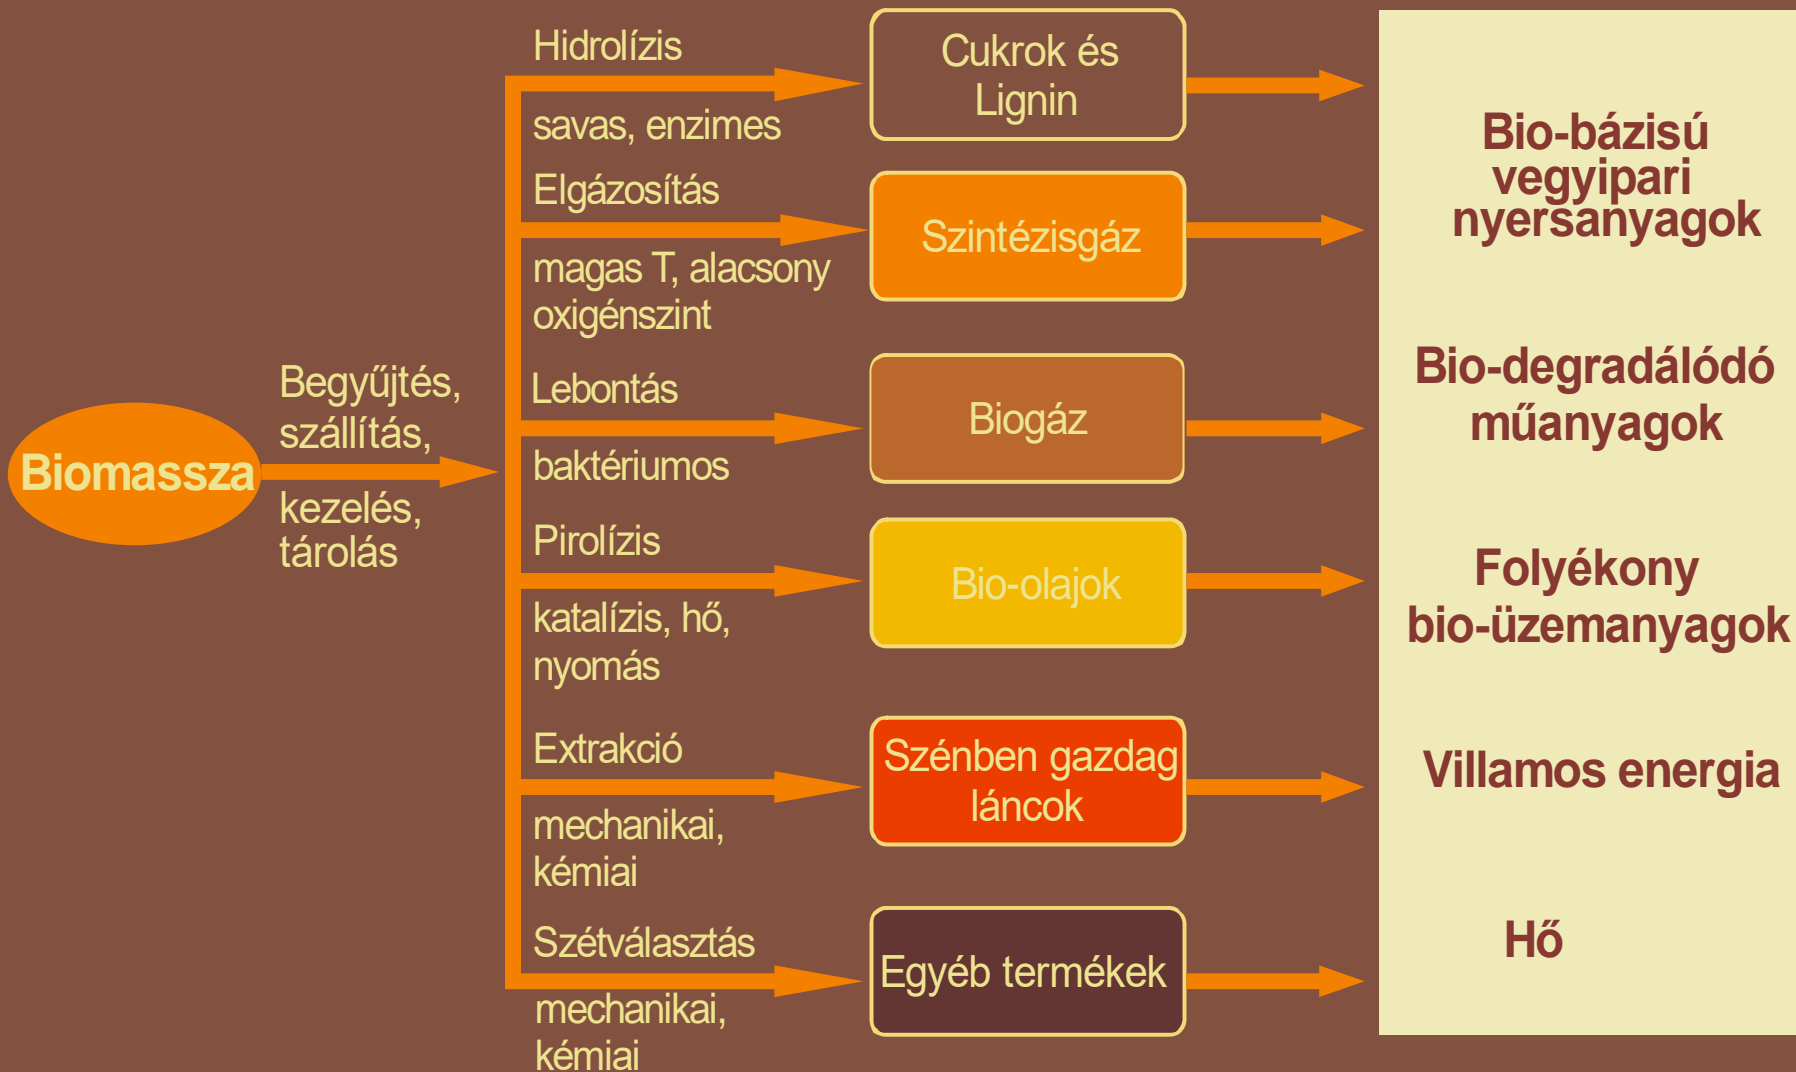 Biomassza
Begyűjtés,
szállítás,
kezelés,
tárolás
Hidrolízis
savas, enzimes
Cukrok és
Lignin
Elgázosítás
magas T, alacsony
oxigénszint
Szintézisgáz
Lebontás
baktériumos
Biogáz
Pirolízis
katalízis, hő,
nyomás
Bio-olajok
Extrakció
mechanikai,
kémiai
Szénben gazdag
láncok
Szétválasztás
mechanikai,
kémiai
Egyéb termékek
Bio-bázisú
vegyipari
nyersanyagok
Bio-degradálódó
műanyagok
Folyékony
bio-üzemanyagok
Villamos energia
Hő